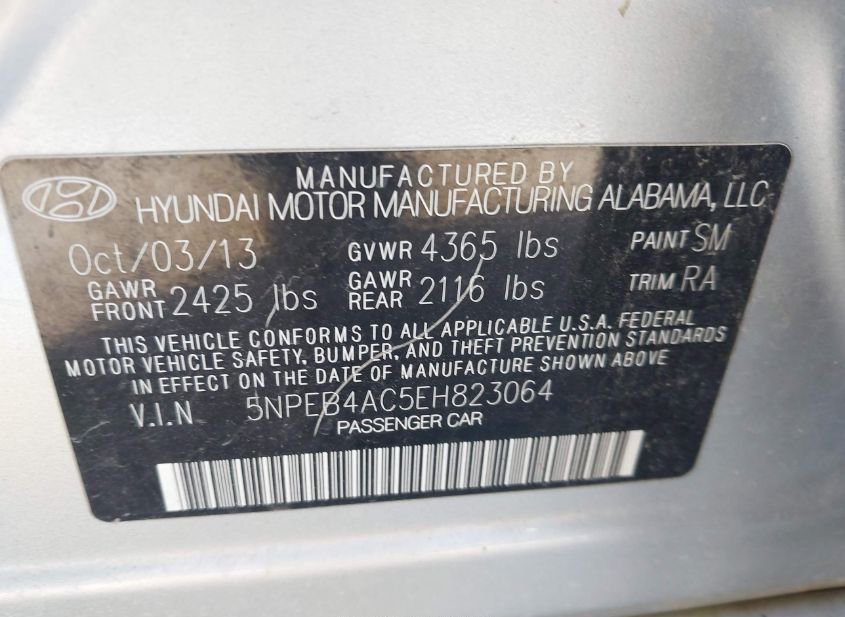 MANUFACTURED BY
HYUNDAI MOTOR MANUFACTURING ALABAMA, LLC
Oct/03/13 GVWR 4365 lbs PAINT SM
GAWR FRONT 2425 lbs GAWR REAR 2116 lbs TRIM RA
THIS VEHICLE CONFORMS TO ALL APPLICABLE U.S.A. FEDERAL
MOTOR VEHICLE SAFETY, BUMPER, AND THEFT PREVENTION STANDARDS
IN EFFECT ON THE DATE OF MANUFACTURE SHOWN ABOVE
V.I.N 5NPEB4AC5EH823064
PASSENGER CAR